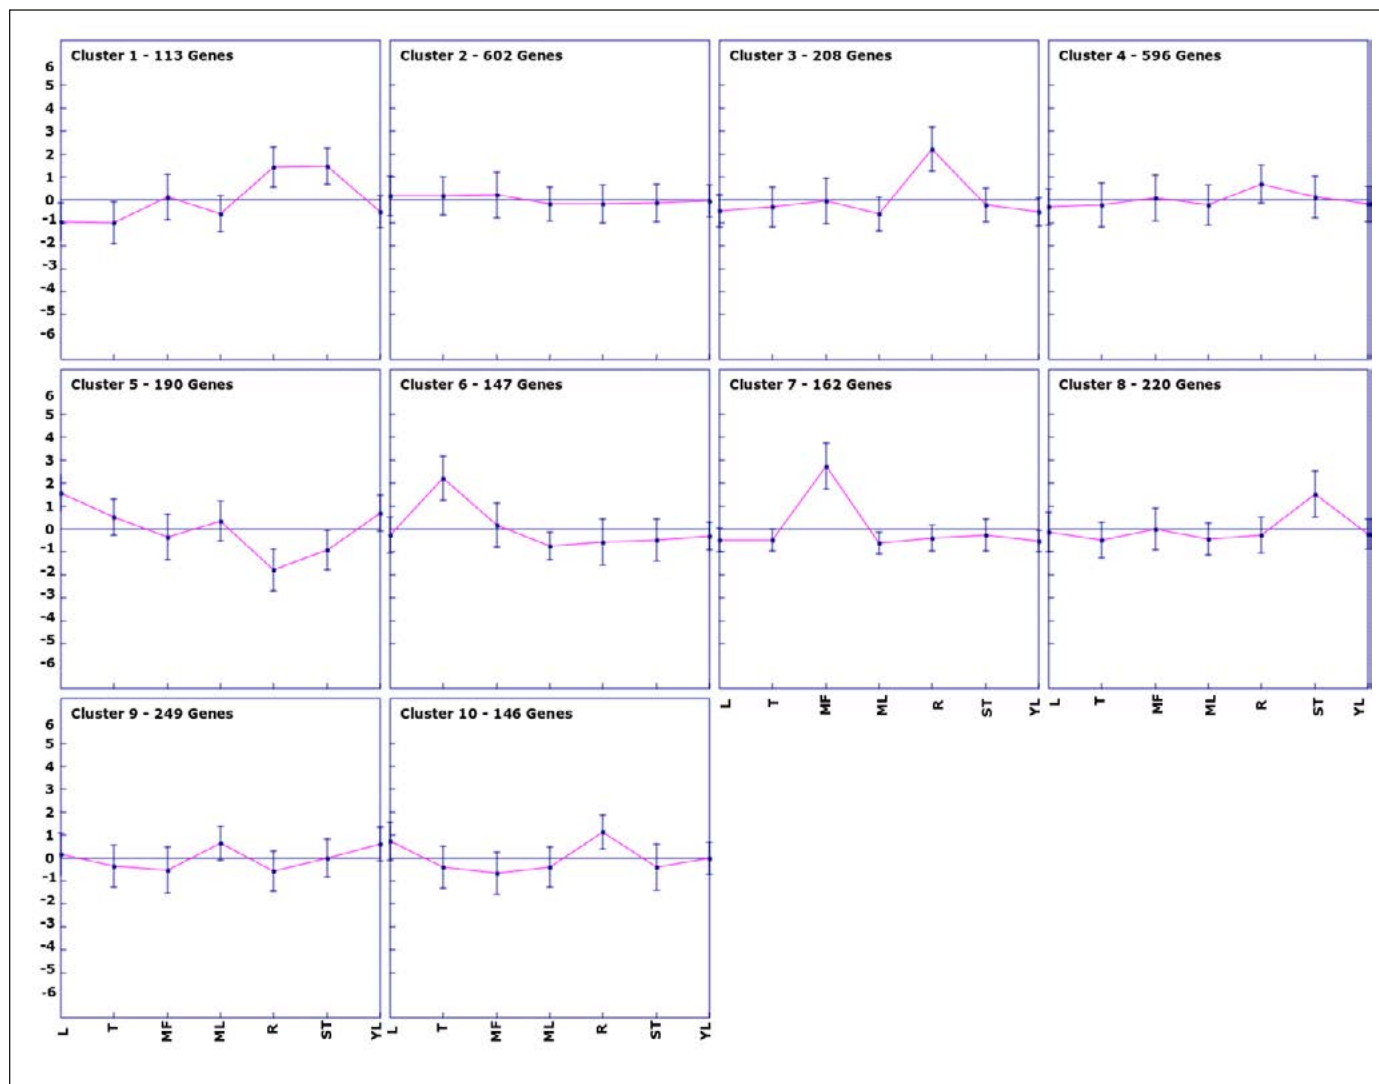 Cluster 1 - 113 Genes
Cluster 2 - 602 Genes
Cluster 3 - 208 Genes
Cluster 4 - 596 Genes
6
5
4
3
2
1
0
-1
-2
-3
-4
-5
-6
Cluster 5 - 190 Genes
Cluster 6 - 147 Genes
Cluster 7 - 162 Genes
Cluster 8 - 220 Genes
6
5
4
3
2
1
0
-1
-2
-3
-4
-5
-6
L T MF ML R ST YL
L T MF ML R ST YL
Cluster 9 - 249 Genes
Cluster 10 - 146 Genes
6
5
4
3
2
1
0
-1
-2
-3
-4
-5
-6
L T MF ML R ST YL
L T MF ML R ST YL